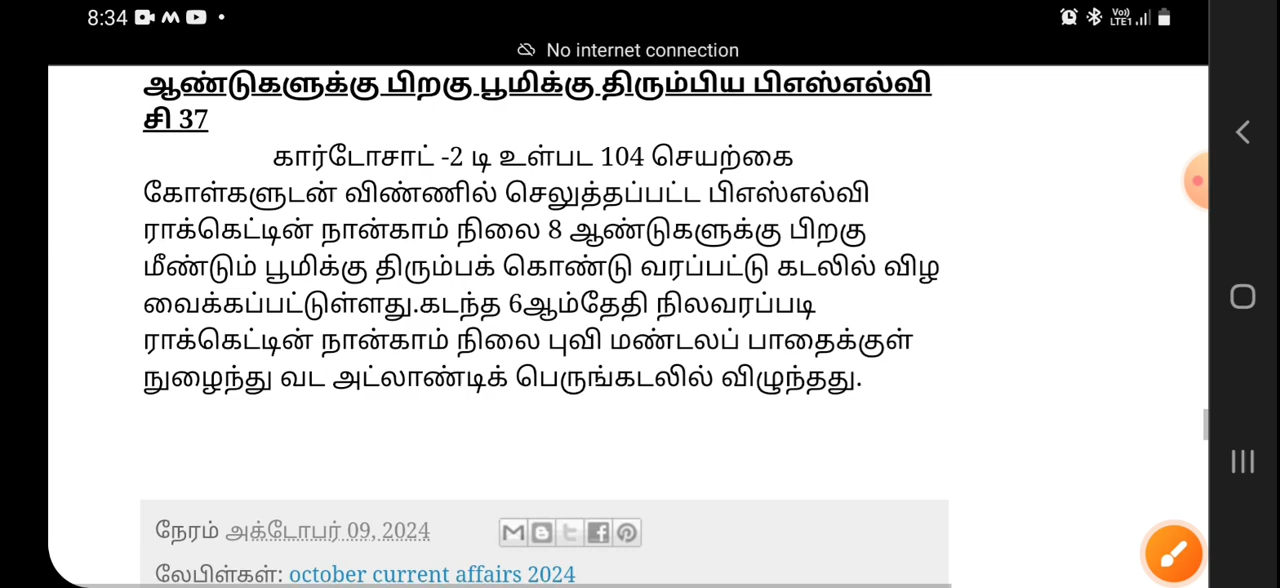 8:34
Vo) LTE1
No internet connection
ஆண்டுகளுக்கு பிறகு பூமிக்கு திரும்பிய பிஎஸ்எல்வி
சி 37
கார்டோசாட் -2 டி உள்பட 104 செயற்கை
கோள்களுடன் விண்ணில் செலுத்தப்பட்ட பிஎஸ்எல்வி
ராக்கெட்டின் நான்காம் நிலை 8 ஆண்டுகளுக்கு பிறகு
மீண்டும் பூமிக்கு திரும்பக் கொண்டு வரப்பட்டு கடலில் விழ
வைக்கப்பட்டுள்ளது.கடந்த 6ஆம்தேதி நிலவரப்படி
ராக்கெட்டின் நான்காம் நிலை புவி மண்டலப் பாதைக்குள்
நுழைந்து வட அட்லாண்டிக் பெருங்கடலில் விழுந்தது.
நேரம் அக்டோபர் 09, 2024
லேபிள்கள்: october current affairs 2024